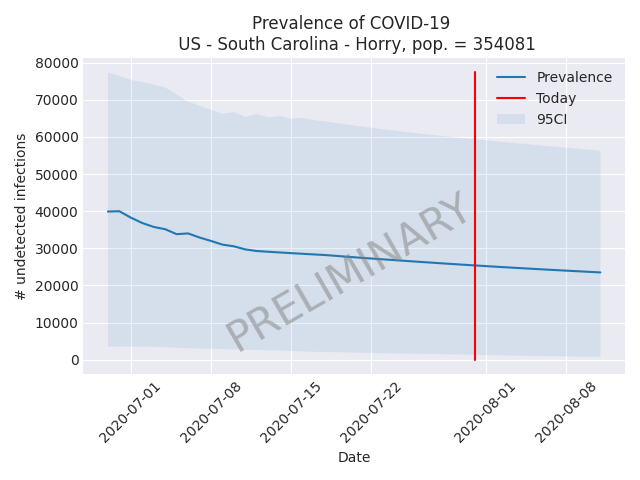 Prevalence of COVID-19
US - South Carolina - Horry, pop. = 354081
80000
70000
60000
50000
40000
30000
20000
10000
0
# undetected infections
Prevalence
Today
95CI
PRELIMINARY
2020-07-01
2020-07-08
2020-07-15
2020-07-22
2020-08-01
2020-08-08
Date